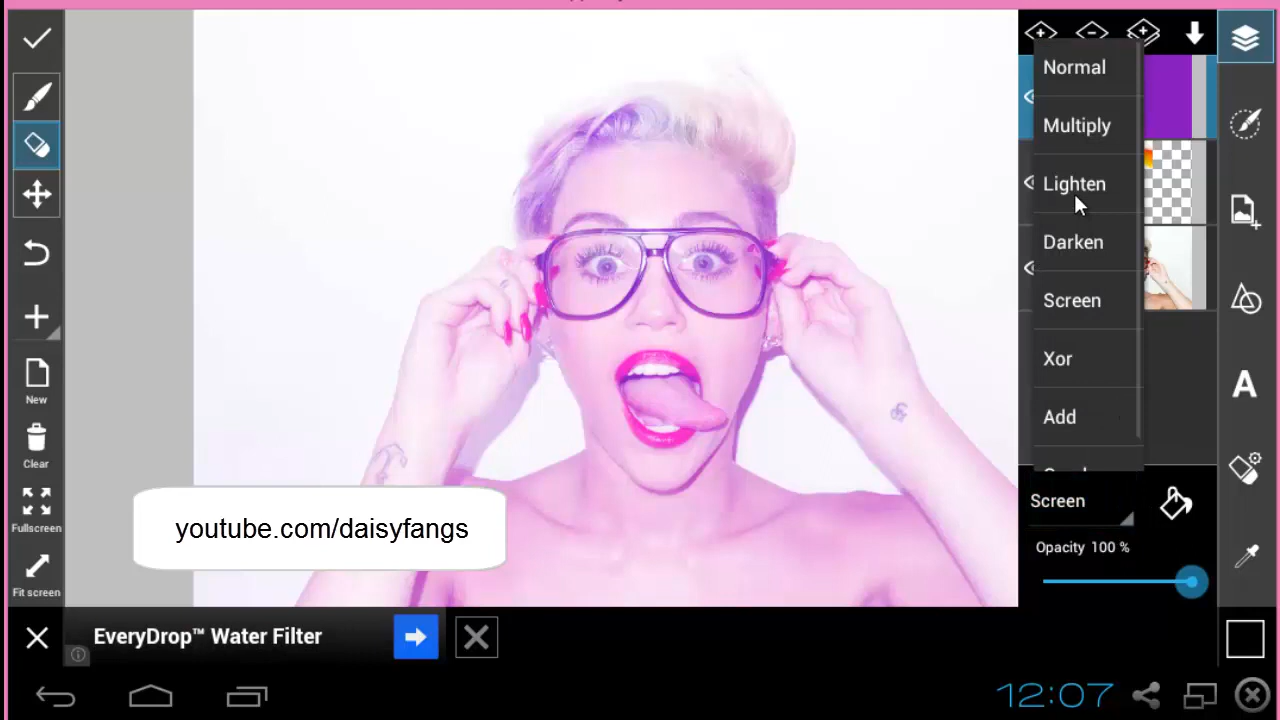 Normal
Multiply
Lighten
Darken
Screen
Xor
Add
Screen
Opacity 100 %
New
Clear
Fullscreen
Fit screen
youtube.com/daisyfangs
EveryDrop™ Water Filter
A
12:07